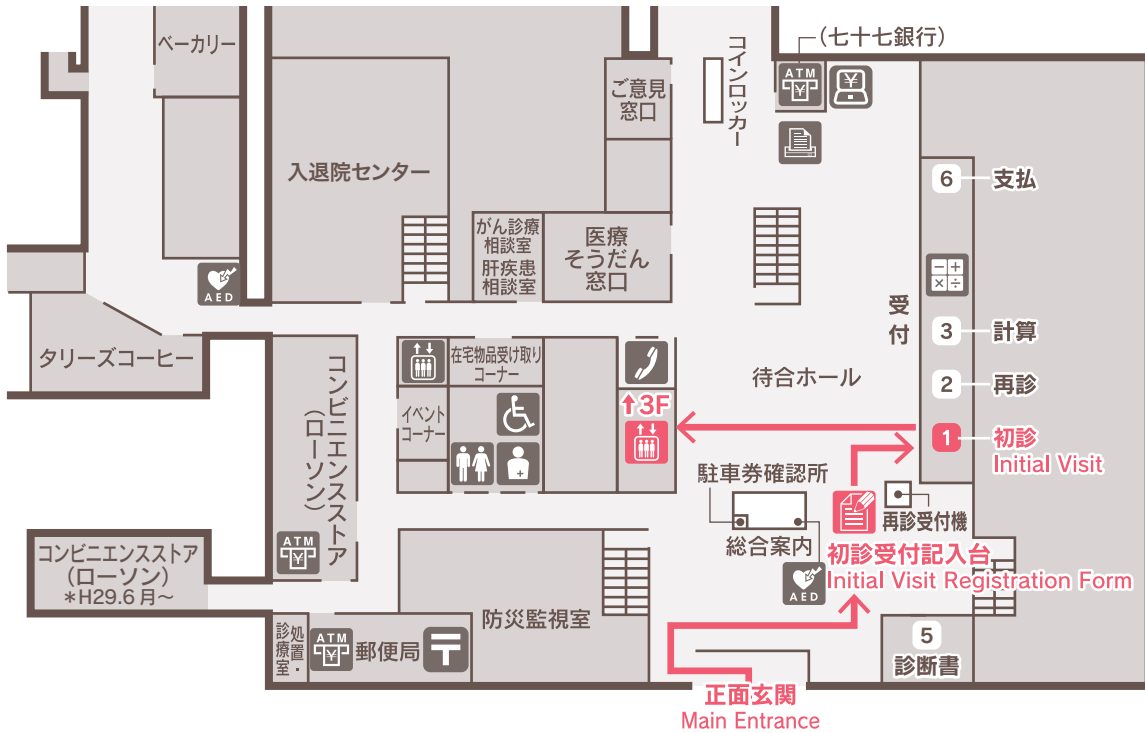 ベーカリー
(七十七銀行)
ATM
コインロッカー
ご意見
窓口
入退院センター
6 支払
がん診療
相談室
肝疾患
相談室
医療
そうだん
窓口
AED
− +
× ÷
受付
3 計算
タリーズコーヒー
コンビニエンスストア
(ローソン)
在宅物品受け取り
コーナー
待合ホール
2 再診
↑3F
イベント
コーナー
1 初診
Initial Visit
駐車券確認所
再診受付機
総合案内
初診受付記入台
Initial Visit Registration Form
ATM
コンビニエンスストア
(ローソン)
*H29.6月〜
AED
防災監視室
処置・
診療室
ATM
郵便局
〒
5
診断書
正面玄関
Main Entrance